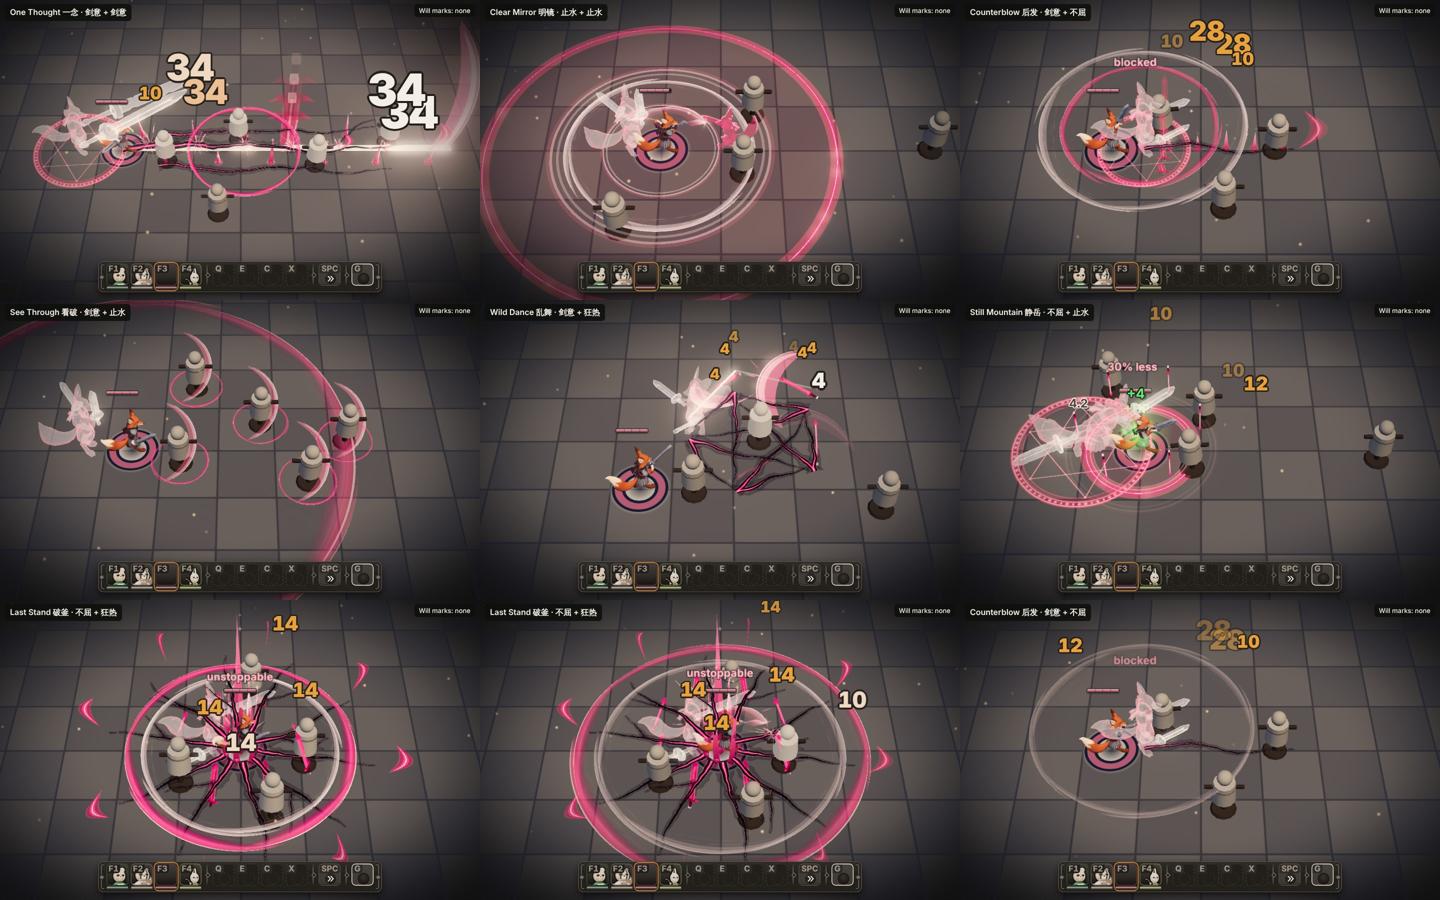 One Thought 一念 · 剑意 + 剑意
Will marks: none
34
34
10
34
34
F1 F2 F3 F4 Q E C X SPC G
Clear Mirror 明镜 · 止水 + 止水
Will marks: none
F1 F2 F3 F4 Q E C X SPC G
Counterblow 后发 · 剑意 + 不屈
Will marks: none
10
28
28
10
blocked
F1 F2 F3 F4 Q E C X SPC G
See Through 看破 · 剑意 + 止水
Will marks: none
F1 F2 F3 F4 Q E C X SPC G
Wild Dance 乱舞 · 剑意 + 狂热
Will marks: none
4
4
4
4
4
4
4
F1 F2 F3 F4 Q E C X SPC G
Still Mountain 静岳 · 不屈 + 止水
Will marks: none
10
30% less
10
12
+4
4.2
F1 F2 F3 F4 Q E C X SPC G
Last Stand 破釜 · 不屈 + 狂热
Will marks: none
14
unstoppable
14
14
14
F1 F2 F3 F4 Q E C X SPC G
Last Stand 破釜 · 不屈 + 狂热
Will marks: none
14
unstoppable
14
14
10
14
F1 F2 F3 F4 Q E C X SPC G
Counterblow 后发 · 剑意 + 不屈
Will marks: none
12
28
28
10
blocked
F1 F2 F3 F4 Q E C X SPC G